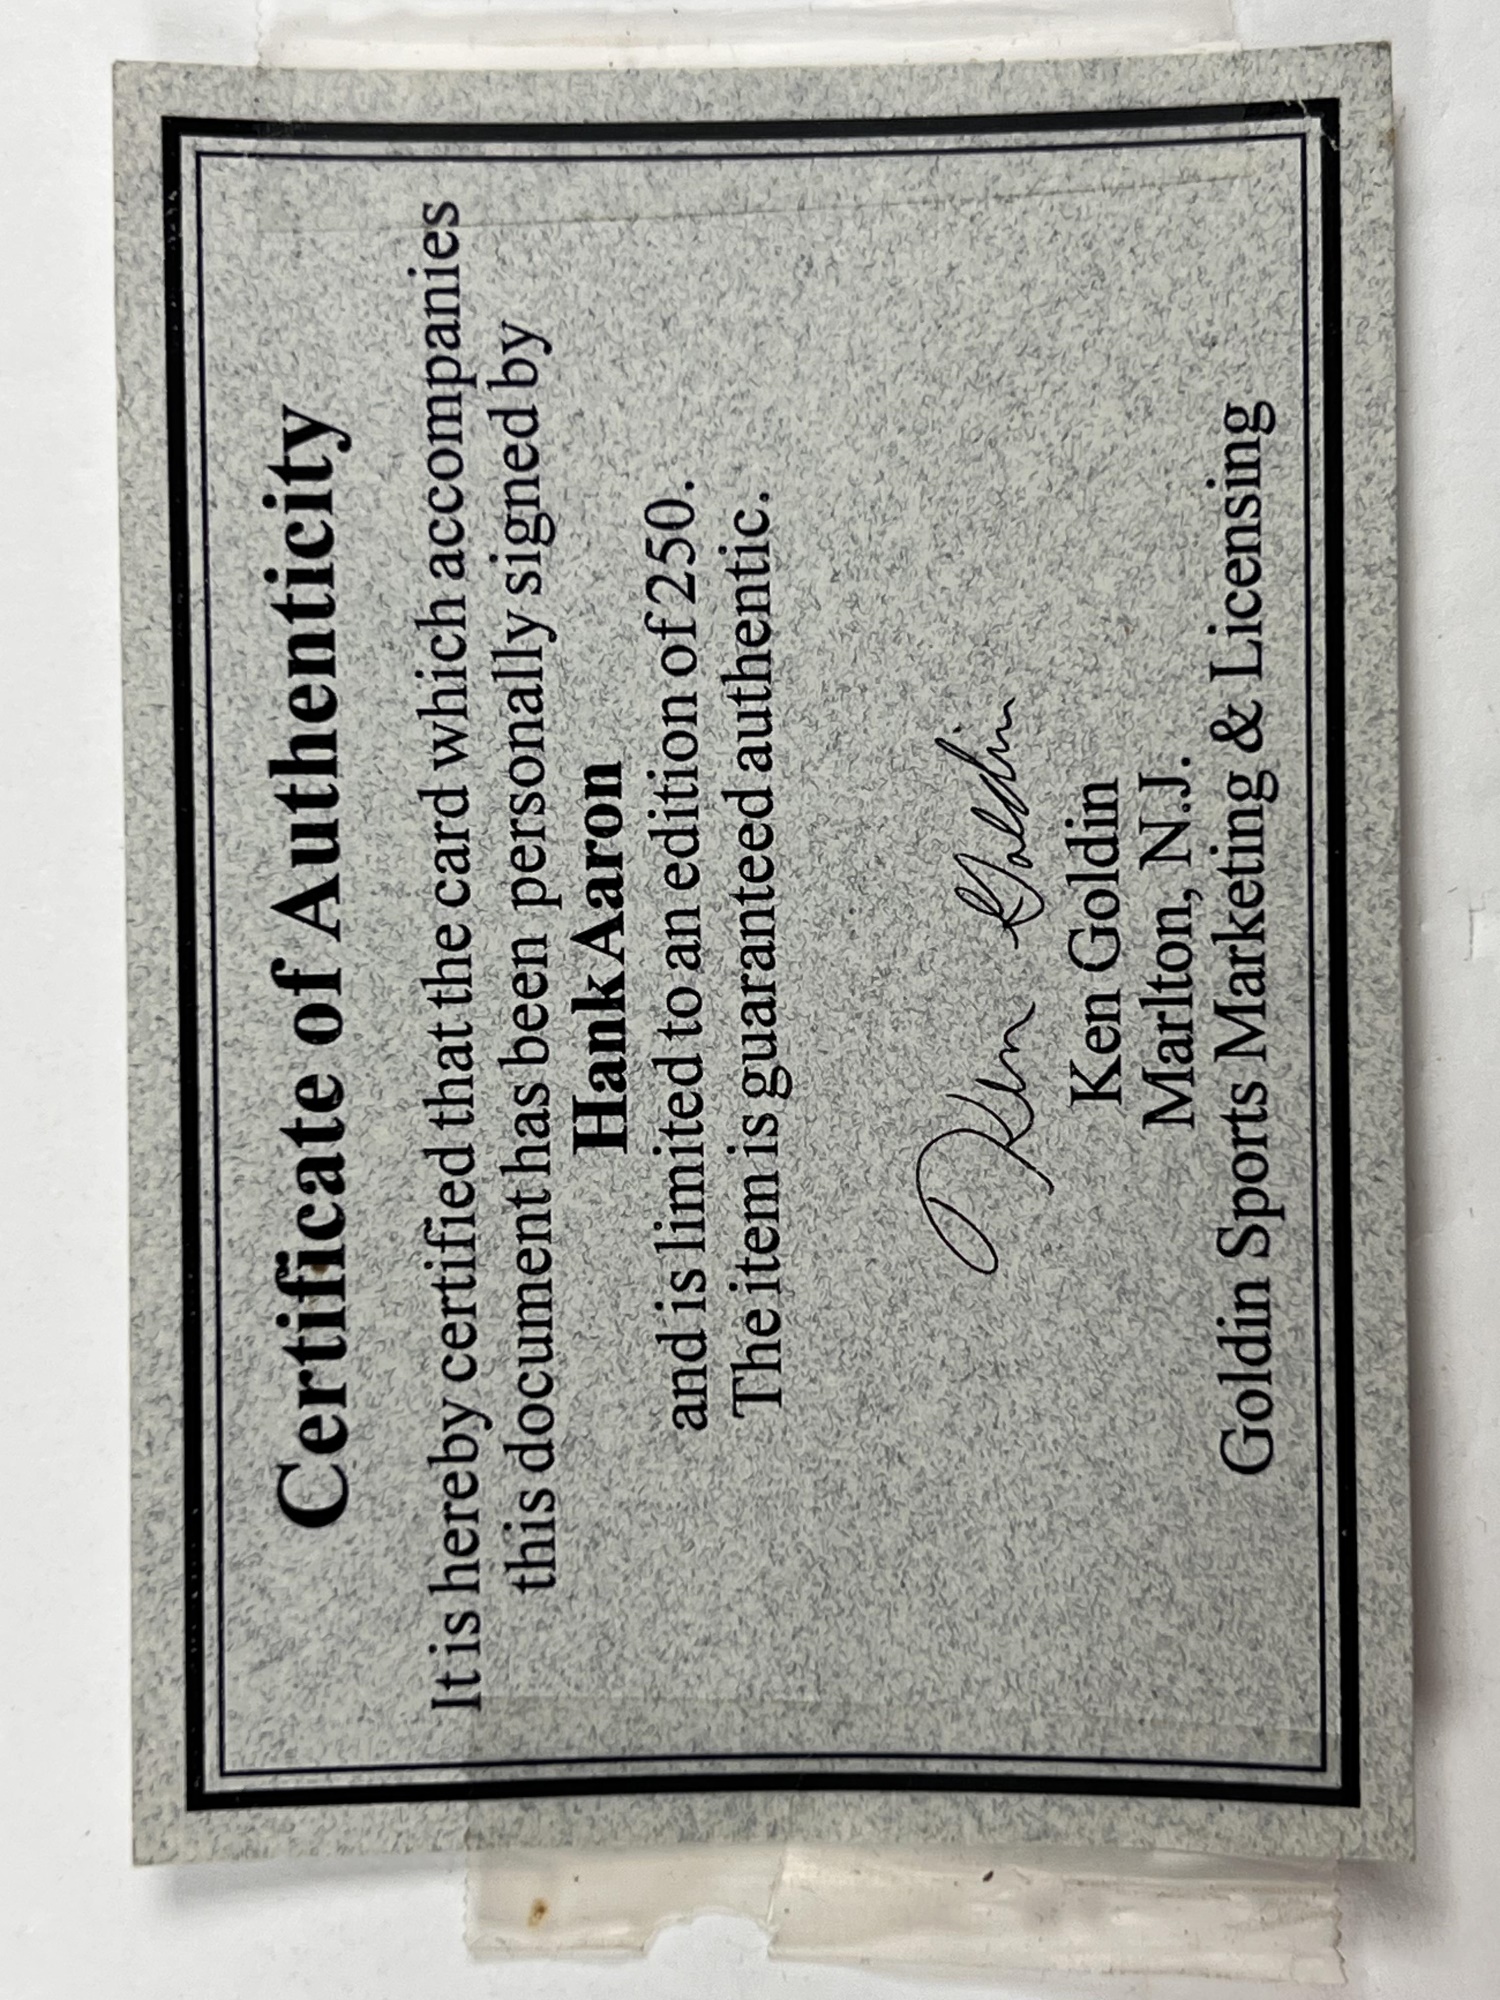 Certificate of Authenticity
It is hereby certified that the card which accompanies
this document has been personally signed by
Hank Aaron
and is limited to an edition of 250.
The item is guaranteed authentic.
Ken Goldin
Ken Goldin
Marlton, N.J.
Goldin Sports Marketing & Licensing